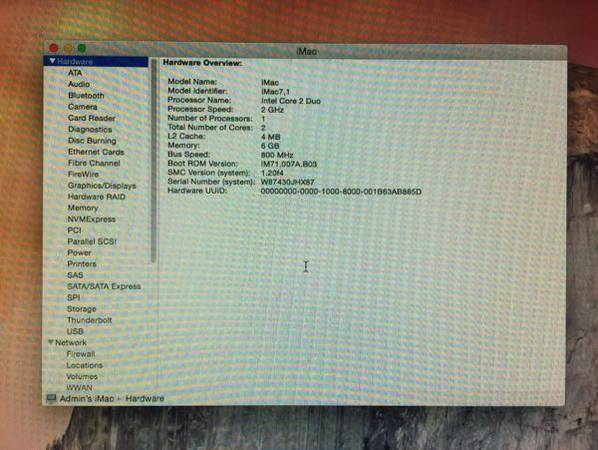 iMac
Hardware
ATA
Audio
Bluetooth
Camera
Card Reader
Diagnostics
Disc Burning
Ethernet Cards
Fibre Channel
FireWire
Graphics/Displays
Hardware RAID
Memory
NVMExpress
PCI
Parallel SCSI
Power
Printers
SAS
SATA/SATA Express
SPI
Storage
Thunderbolt
USB
Network
Firewall
Locations
Volumes
WWAN
Hardware Overview:
Model Name: iMac
Model Identifier: iMac7,1
Processor Name: Intel Core 2 Duo
Processor Speed: 2 GHz
Number of Processors: 1
Total Number of Cores: 2
L2 Cache: 4 MB
Memory: 6 GB
Bus Speed: 800 MHz
Boot ROM Version: IM71.007A.B03
SMC Version (system): 1.20f4
Serial Number (system): W87430JHX87
Hardware UUID: 00000000-0000-1000-8000-001B63AB885D
Admin's iMac › Hardware